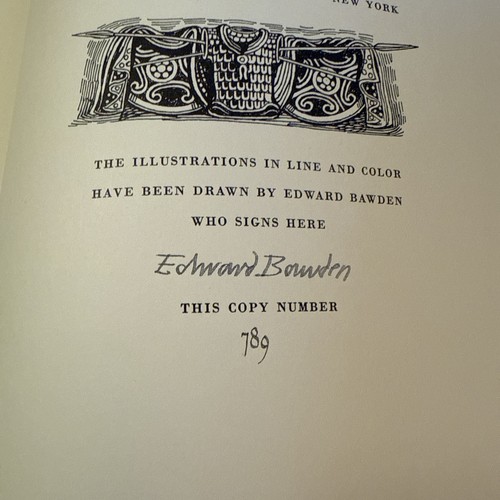 NEW YORK
THE ILLUSTRATIONS IN LINE AND COLOR
HAVE BEEN DRAWN BY EDWARD BAWDEN
WHO SIGNS HERE
Edward Bawden
THIS COPY NUMBER
789